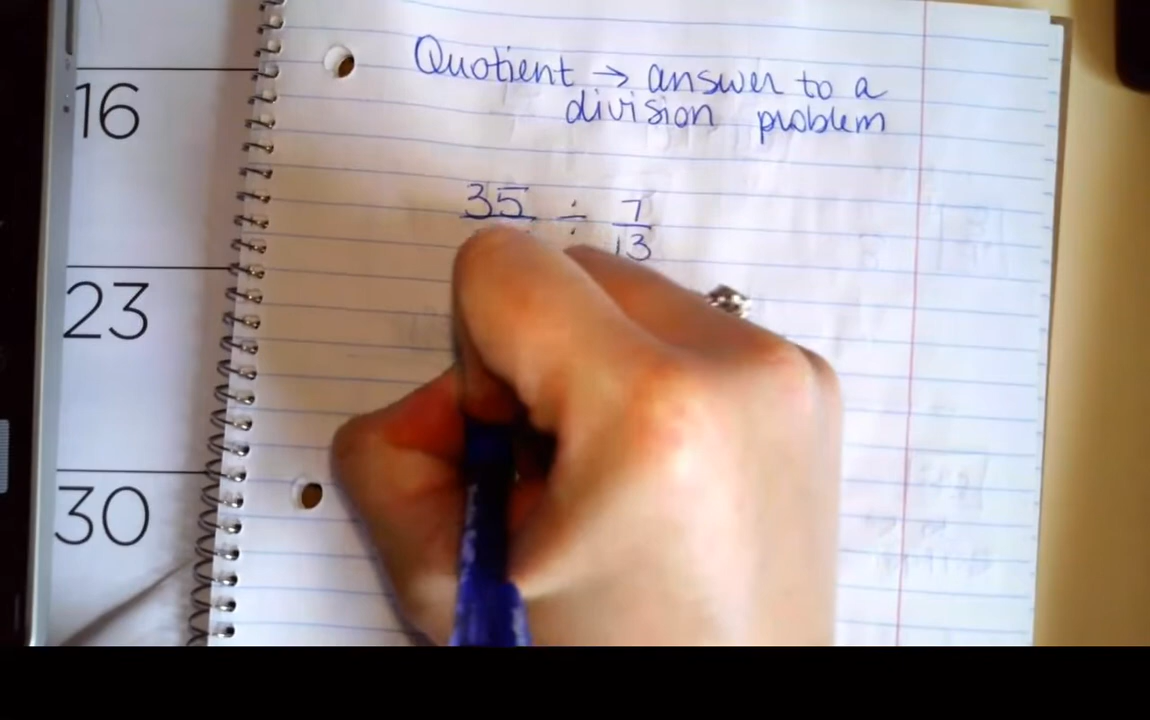 16
23
30
Quotient → answer to a
division problem
35 ÷ 7
13